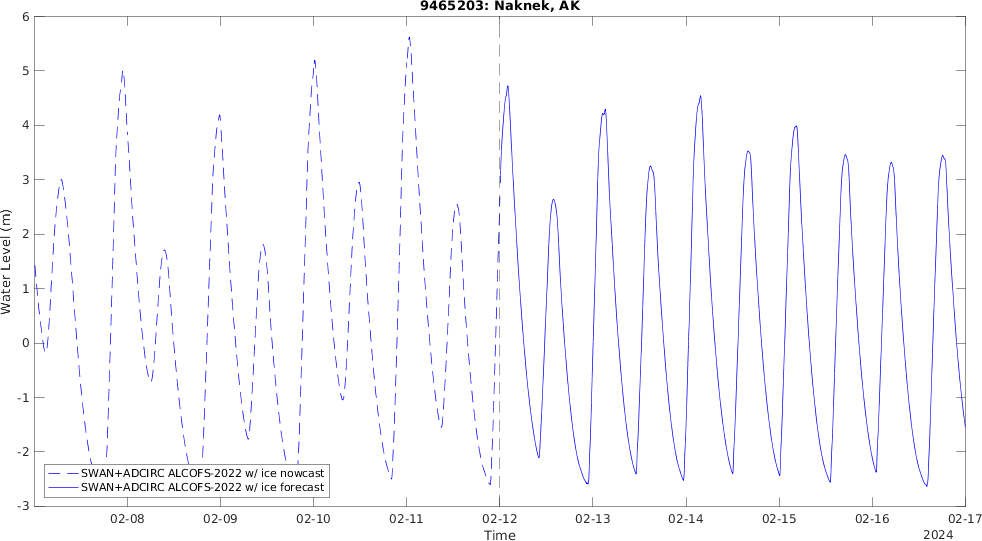 9465203: Naknek, AK
6
5
4
3
2
1
0
-1
-2
-3
Water Level (m)
SWAN+ADCIRC ALCOFS-2022 w/ ice nowcast
SWAN+ADCIRC ALCOFS-2022 w/ ice forecast
02-08 02-09 02-10 02-11 02-12 02-13 02-14 02-15 02-16 02-17
Time
2024